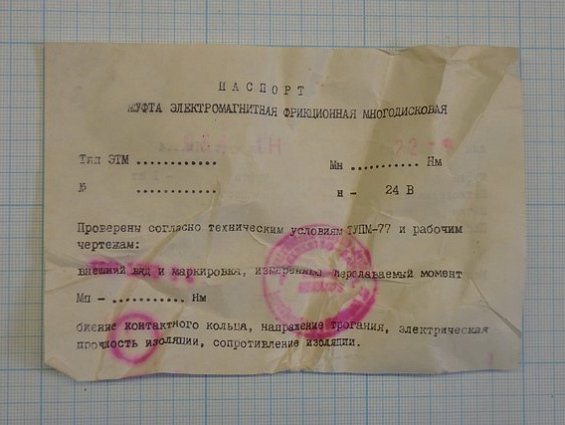 ПАСПОРТ
МУФТА ЭЛЕКТРОМАГНИТНАЯ ФРИКЦИОННАЯ МНОГОДИСКОВАЯ
Тип ЭТМ ............ Мн ........... Нм
№ ............ н - 24 В
Проверены согласно техническим условиям ТУПМ-77 и рабочим
чертежам:
внешний вид и маркировка, измеренный передаваемый момент
Мп - ........... Нм
биение контактного кольца, напряжение трогания, электрическая
прочность изоляции, сопротивление изоляции.